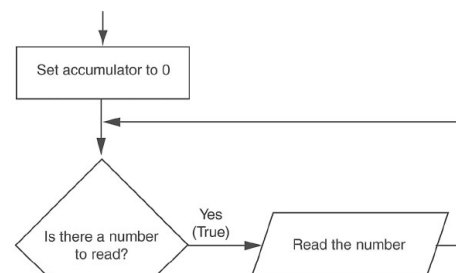 Set accumulator to 0
Yes
(True)
Is there a number
to read?
Read the number